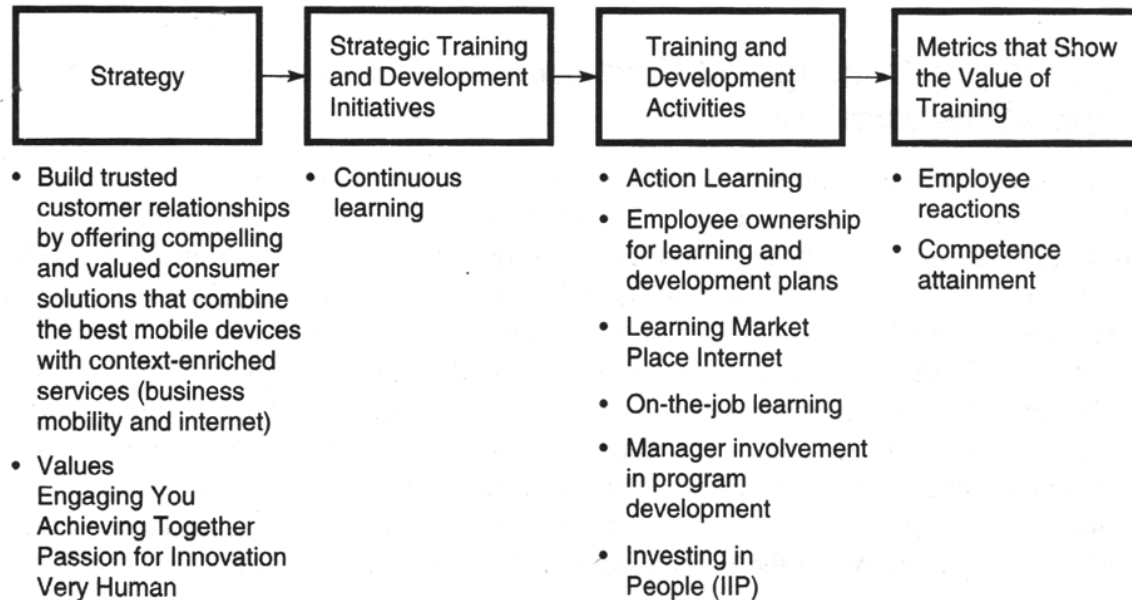 Strategy
Strategic Training
and Development
Initiatives
Training and
Development
Activities
Metrics that Show
the Value of
Training
• Build trusted
customer relationships
by offering compelling
and valued consumer
solutions that combine
the best mobile devices
with context-enriched
services (business
mobility and internet)
• Values
Engaging You
Achieving Together
Passion for Innovation
Very Human
• Continuous
learning
• Action Learning
• Employee ownership
for learning and
development plans
• Learning Market
Place Internet
• On-the-job learning
• Manager involvement
in program
development
• Investing in
People (IIP)
• Employee
reactions
• Competence
attainment